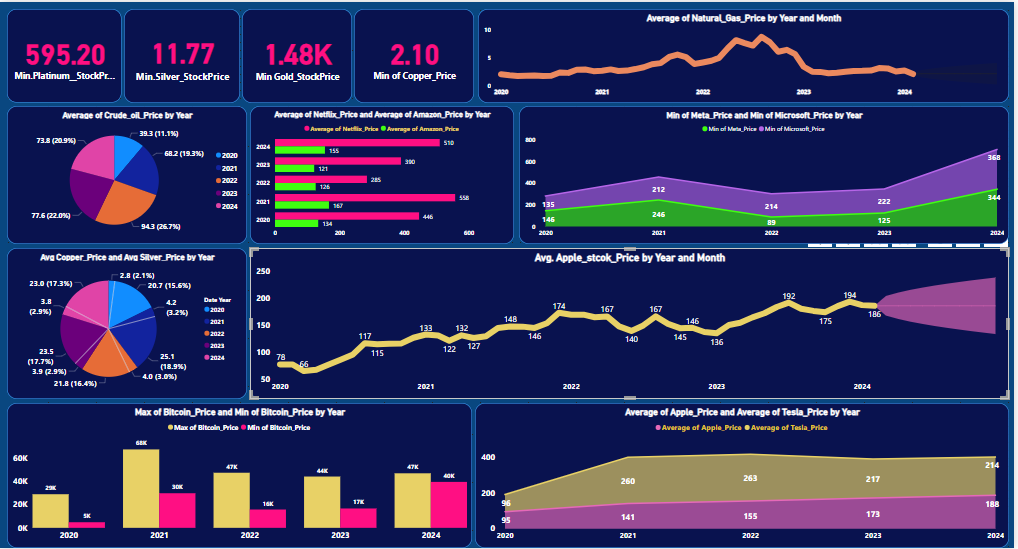 595.20
Min.Platinum_StockPr...
11.77
Min.Silver_StockPrice
1.48K
Min Gold_StockPrice
2.10
Min of Copper_Price
Average of Natural_Gas_Price by Year and Month
10
5
0
2020
2021
2022
2023
2024
Average of Crude_oil_Price by Year
39.3 (11.1%)
68.2 (19.3%)
94.3 (26.7%)
77.6 (22.0%)
73.8 (20.9%)
2020
2021
2022
2023
2024
Average of Netflix_Price and Average of Amazon_Price by Year
Average of Netflix_Price Average of Amazon_Price
2024
510
155
2023
390
121
2022
285
126
2021
558
167
2020
446
134
0 200 400 600
Min of Meta_Price and Min of Microsoft_Price by Year
Min of Meta_Price Min of Microsoft_Price
800
600
400
200
0
135
212
214
222
368
146
246
89
125
344
2020 2021 2022 2023 2024
Avg Copper_Price and Avg Silver_Price by Year
2.8 (2.1%)
20.7 (15.6%)
4.2
(3.2%)
25.1
(18.9%)
4.0 (3.0%)
21.8 (16.4%)
3.9 (2.9%)
23.5
(17.7%)
3.8
(2.9%)
23.0 (17.3%)
Date Year
2020
2021
2022
2023
2024
Avg. Apple_stcok_Price by Year and Month
250
200
150
100
50
78
66
117
115
133
122
132
127
148
146
174
167
140
167
145
146
136
192
175
194
186
2020 2021 2022 2023 2024
Max of Bitcoin_Price and Min of Bitcoin_Price by Year
Max of Bitcoin_Price Min of Bitcoin_Price
60K
40K
20K
0K
29K
5K
68K
30K
47K
16K
44K
17K
47K
40K
2020 2021 2022 2023 2024
Average of Apple_Price and Average of Tesla_Price by Year
Average of Apple_Price Average of Tesla_Price
400
200
0
96
260
263
217
214
95
141
155
173
188
2020 2021 2022 2023 2024